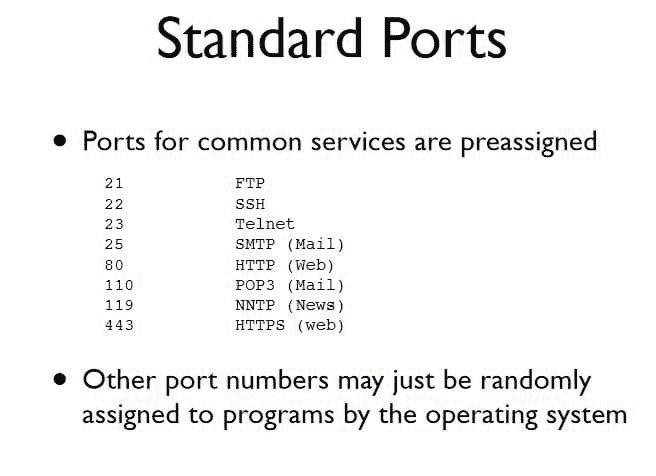 Standard Ports
• Ports for common services are preassigned
21 FTP
22 SSH
23 Telnet
25 SMTP (Mail)
80 HTTP (Web)
110 POP3 (Mail)
119 NNTP (News)
443 HTTPS (web)
• Other port numbers may just be randomly
assigned to programs by the operating system